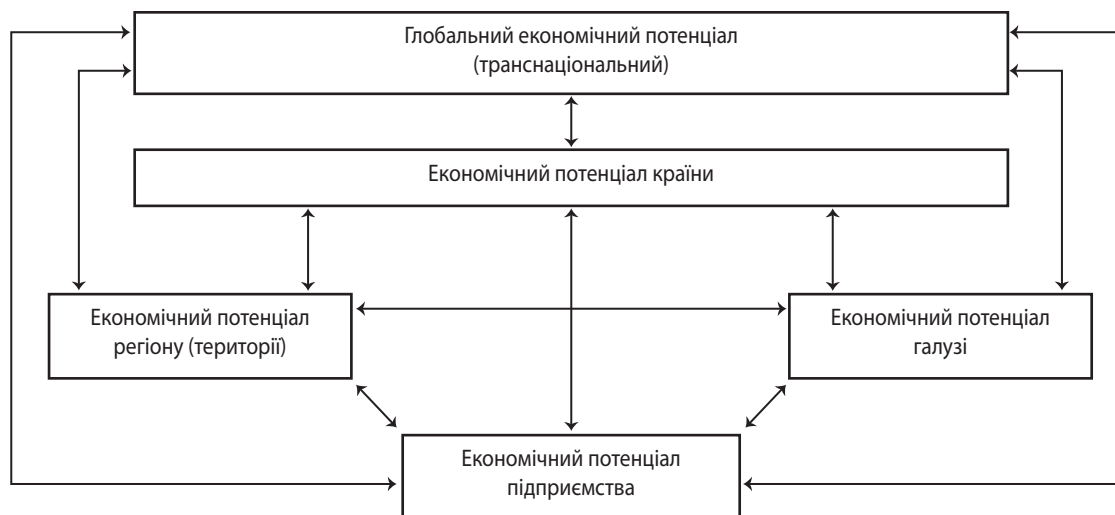 Глобальний економічний потенціал
(транснаціональний)
Економічний потенціал країни
Економічний потенціал
регіону (території)
Економічний потенціал
галузі
Економічний потенціал
підприємства